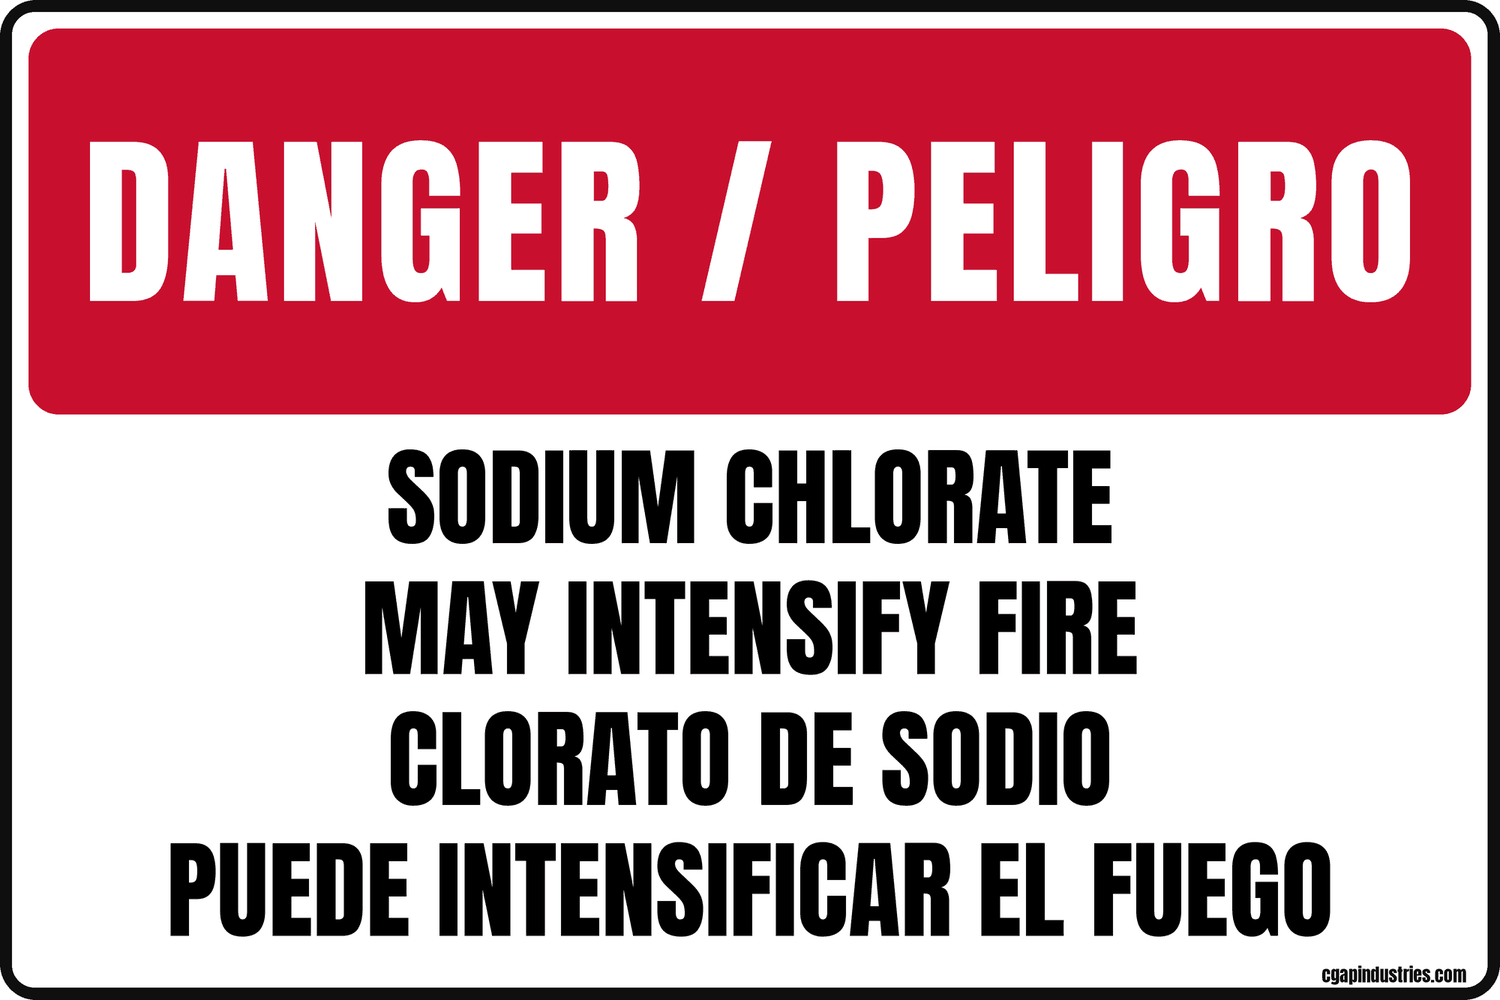 DANGER / PELIGRO
SODIUM CHLORATE
MAY INTENSIFY FIRE
CLORATO DE SODIO
PUEDE INTENSIFICAR EL FUEGO
cgapindustries.com